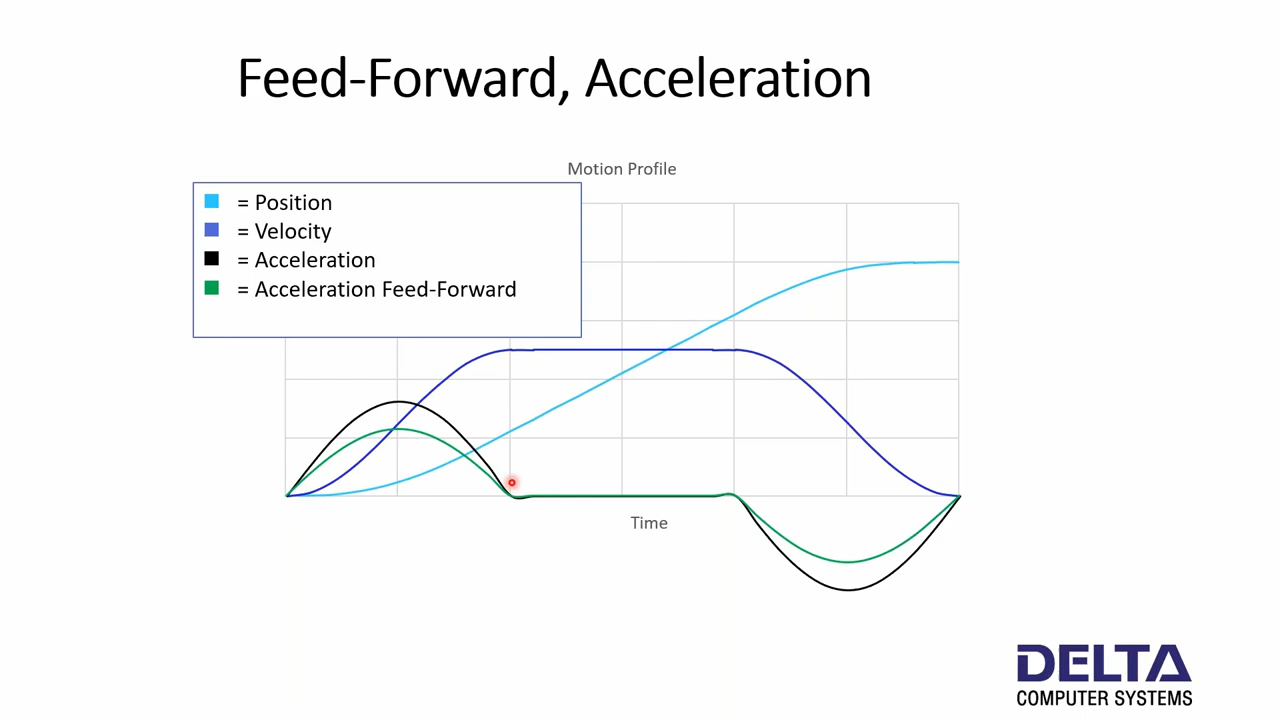 Feed-Forward, Acceleration
Motion Profile
= Position
= Velocity
= Acceleration
= Acceleration Feed-Forward
Time
DELTA
COMPUTER SYSTEMS